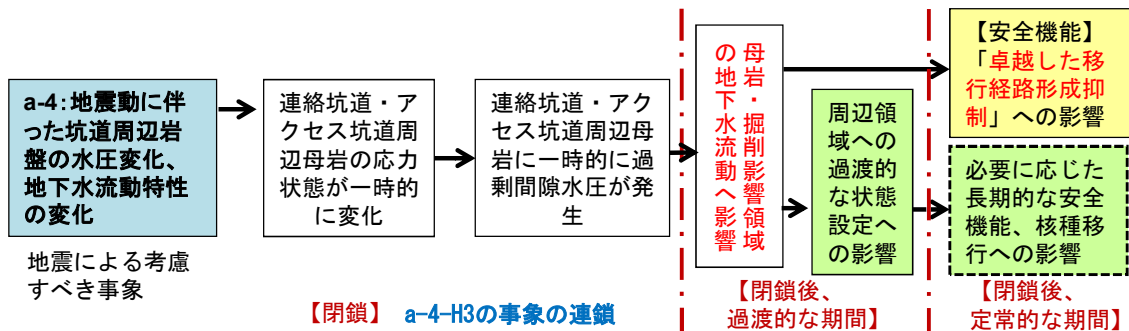 a-4：地震動に伴
った坑道周辺岩
盤の水圧変化、
地下水流動特性
の変化
地震による考慮
すべき事象
連絡坑道・ア
クセス坑道周
辺母岩の応力
状態が一時的
に変化
連絡坑道・アク
セス坑道周辺母
岩に一時的に過
剰間隙水圧が発
生
【閉鎖】 a-4-H3の事象の連鎖
母岩・掘削影響領域
の地下水流動へ影響
周辺領
域への
過渡的
な状態
設定へ
の影響
【閉鎖後、
過渡的な期間】
【安全機能】
「卓越した移
行経路形成抑
制」への影響
必要に応じた
長期的な安全
機能、核種移
行への影響
【閉鎖後、
定常的な期間】